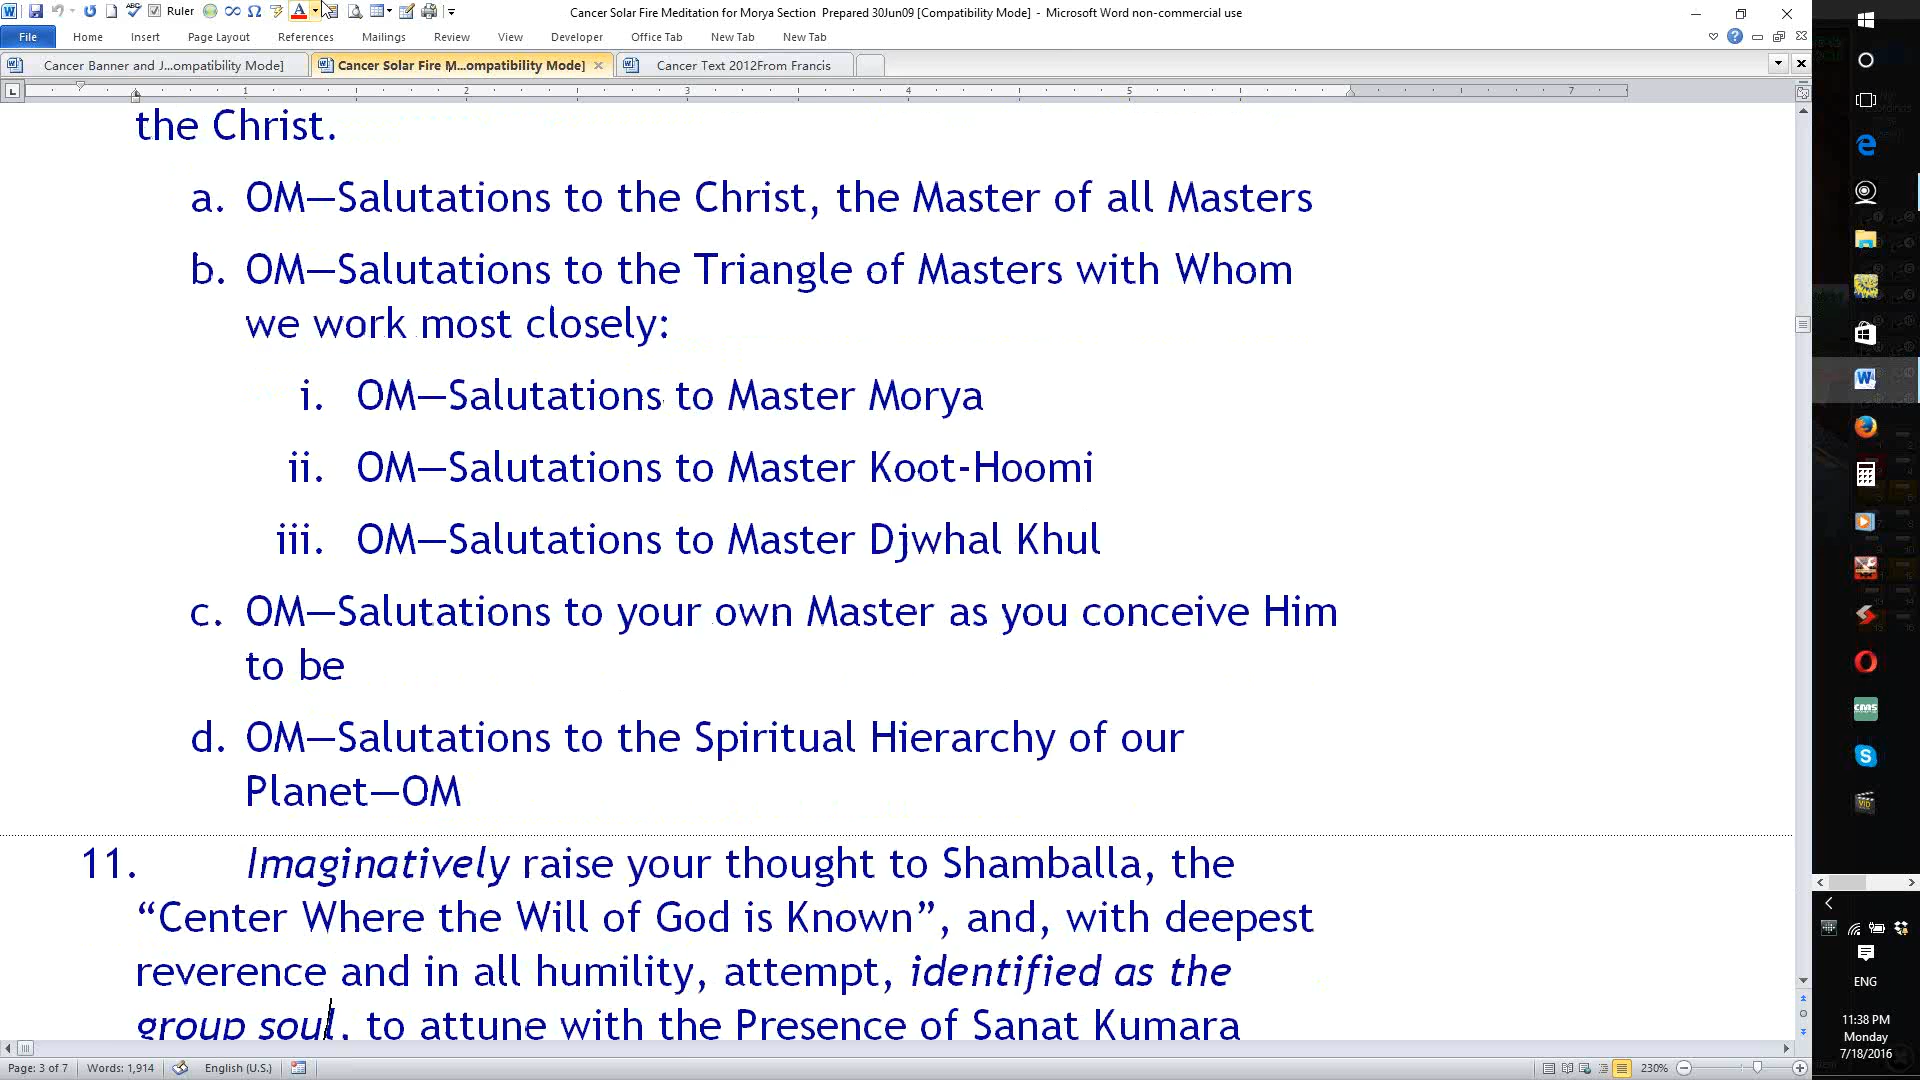 Ruler
Cancer Solar Fire Meditation for Morya Section Prepared 30Jun09 [Compatibility Mode] - Microsoft Word non-commercial use
File Home Insert Page Layout References Mailings Review View Developer Office Tab New Tab New Tab
Cancer Banner and J...ompatibility Mode] Cancer Solar Fire M...ompatibility Mode] Cancer Text 2012From Francis
1 2 3 4 5 7
the Christ.
a. OM—Salutations to the Christ, the Master of all Masters
b. OM—Salutations to the Triangle of Masters with Whom
we work most closely:
i. OM—Salutations to Master Morya
ii. OM—Salutations to Master Koot-Hoomi
iii. OM—Salutations to Master Djwhal Khul
c. OM—Salutations to your own Master as you conceive Him
to be
d. OM—Salutations to the Spiritual Hierarchy of our
Planet—OM
11. Imaginatively raise your thought to Shamballa, the
“Center Where the Will of God is Known”, and, with deepest
reverence and in all humility, attempt, identified as the
group soul, to attune with the Presence of Sanat Kumara
Page: 3 of 7 Words: 1,914 English (U.S.) 230%
ENG
11:38 PM
Monday
7/18/2016